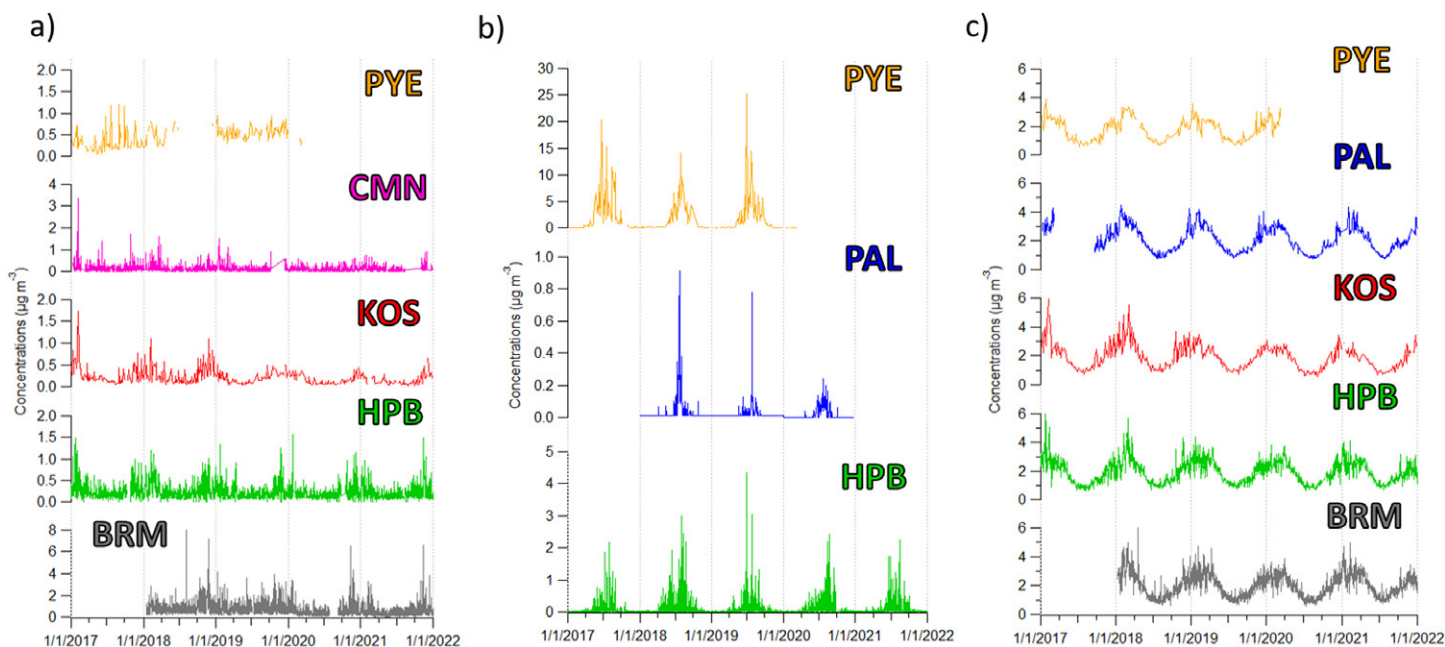 a)
PYE
2.0
1.5
1.0
0.5
0.0
CMN
4
3
2
1
0
KOS
2.0
1.5
1.0
0.5
0.0
HPB
2.0
1.5
1.0
0.5
0.0
BRM
8
6
4
2
0
Concentrations (µg m⁻³)
1/1/2017 1/1/2018 1/1/2019 1/1/2020 1/1/2021 1/1/2022
b)
PYE
30
25
20
15
10
5
0
PAL
1.0
0.8
0.6
0.4
0.2
0.0
HPB
5
4
3
2
1
0
Concentrations (µg m⁻³)
1/1/2017 1/1/2018 1/1/2019 1/1/2020 1/1/2021 1/1/2022
c)
PYE
6
4
2
0
PAL
6
4
2
0
KOS
6
4
2
0
HPB
6
4
2
0
BRM
6
4
2
0
Concentrations (µg m⁻³)
1/1/2017 1/1/2018 1/1/2019 1/1/2020 1/1/2021 1/1/2022